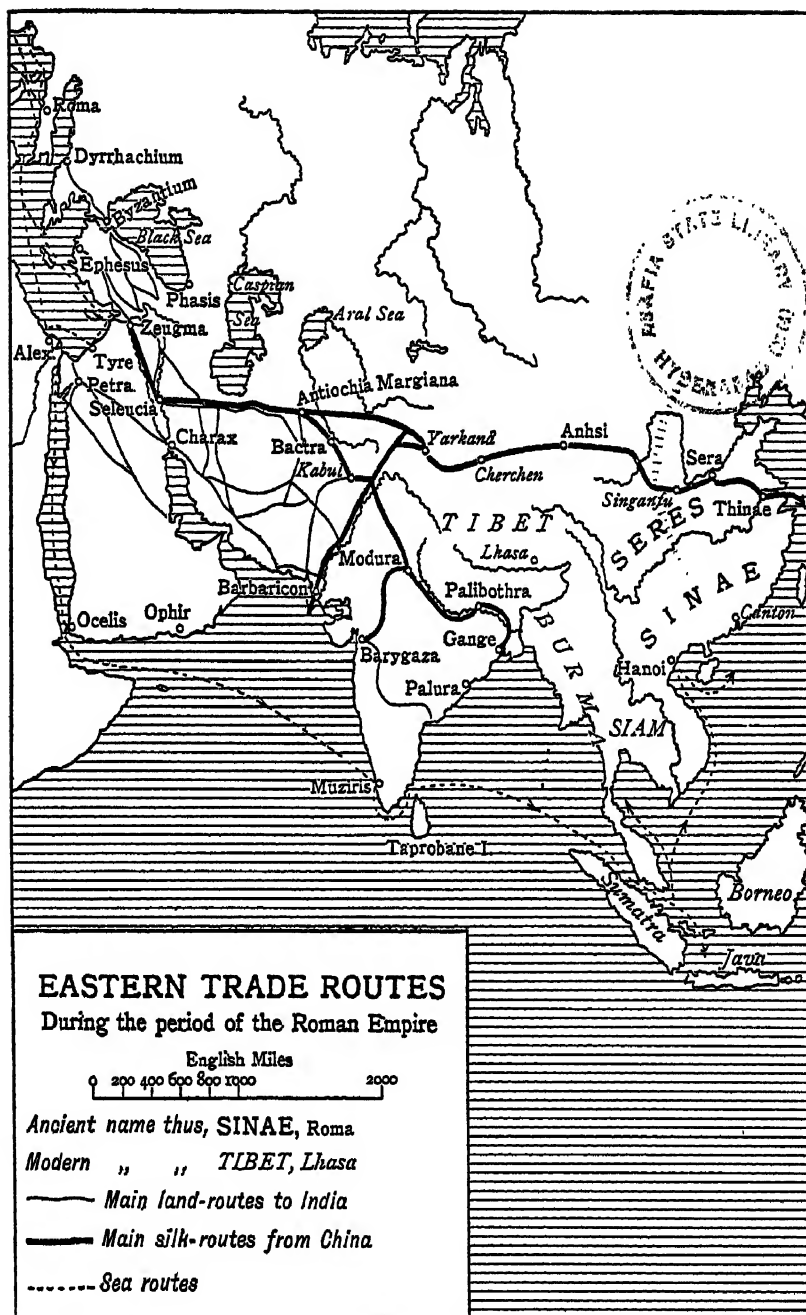 Roma
Dyrrhachium
Byzantium
Black Sea
Ephesus
Phasis
Caspian
Sea
Aral Sea
Zeugma
Alex.
Tyre
Petra
Seleucia
Antiochia Margiana
Charax
Bactra
Kabul
Yarkand
Anhsi
Cherchen
Sera
Singanfu
Thinae
TIBET
Lhasa
SERES
SINAE
Modura
Barbaricon
Palibothra
Ocelis
Ophir
Barygaza
Gange
Canton
BURMA
Hanoi
Palura
SIAM
Muziris
Taprobane I.
Sumatra
Borneo
Java
STATE LIBRARY
EASTERN TRADE ROUTES
During the period of the Roman Empire
English Miles
0 200 400 600 800 1000 2000
Ancient name thus, SINAE, Roma
Modern „ „ TIBET, Lhasa
Main land-routes to India
Main silk-routes from China
Sea routes